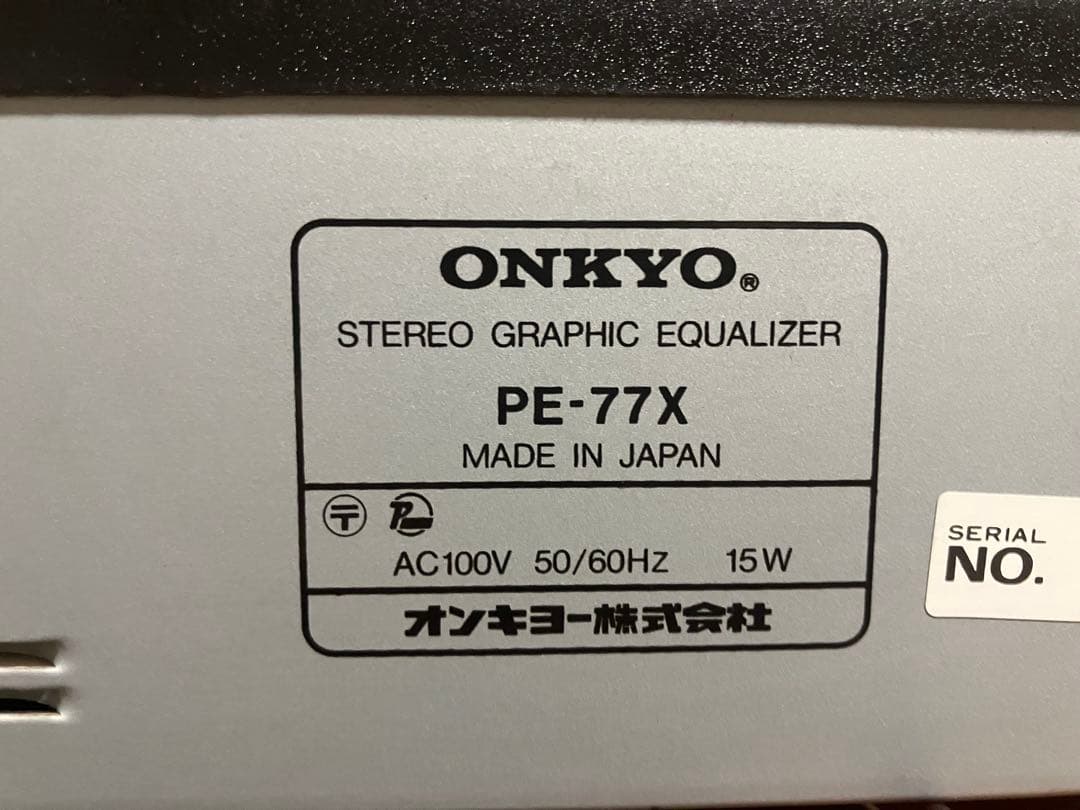 ONKYO®
STEREO GRAPHIC EQUALIZER
PE-77X
MADE IN JAPAN
〒 P
AC100V 50/60Hz 15W
オンキヨー株式会社
SERIAL
NO.